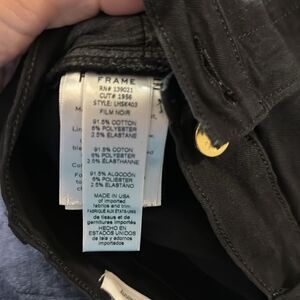 FRAME
RN# 139021
CUT# 1956
STYLE: LHSK403
FILM NOIR
91.5% COTTON
6% POLYESTER
2.5% ELASTANE
91.5% COTON
6% POLYESTER
2.5% ÉLASTHANNE
91.5% ALGODÓN
6% POLIÉSTER
2.5% ELASTANO
MADE IN U.S.A
of imported
fabrics and trim.
FABRIQUÉ AUX ÉTATS-UNIS
de tissus et de
garnitures importés
HECHO EN
ESTADOS UNIDOS
de tela y adornos
importados